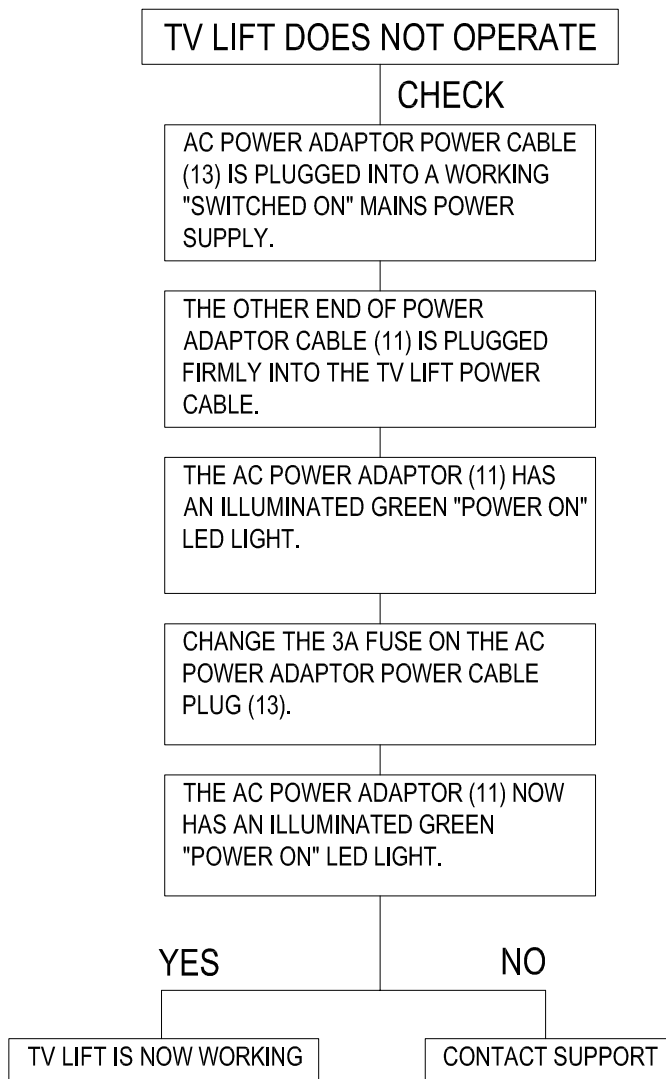 TV LIFT DOES NOT OPERATE
CHECK
AC POWER ADAPTOR POWER CABLE
(13) IS PLUGGED INTO A WORKING
"SWITCHED ON" MAINS POWER
SUPPLY.
THE OTHER END OF POWER
ADAPTOR CABLE (11) IS PLUGGED
FIRMLY INTO THE TV LIFT POWER
CABLE.
THE AC POWER ADAPTOR (11) HAS
AN ILLUMINATED GREEN "POWER ON"
LED LIGHT.
CHANGE THE 3A FUSE ON THE AC
POWER ADAPTOR POWER CABLE
PLUG (13).
THE AC POWER ADAPTOR (11) NOW
HAS AN ILLUMINATED GREEN
"POWER ON" LED LIGHT.
YES
NO
TV LIFT IS NOW WORKING
CONTACT SUPPORT